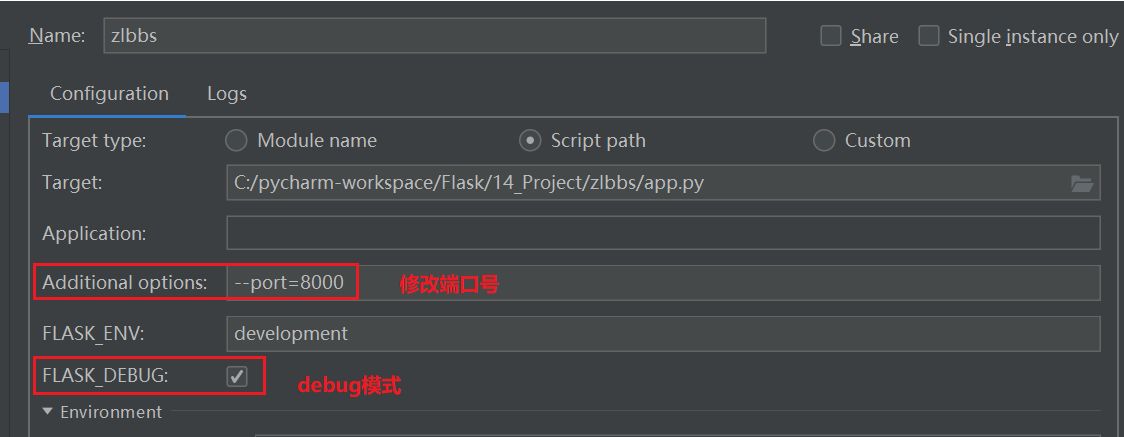 Name: zlbbs Share Single instance only
Configuration Logs
Target type: Module name Script path Custom
Target: C:/pycharm-workspace/Flask/14_Project/zlbbs/app.py
Application:
Additional options: --port=8000 修改端口号
FLASK_ENV: development
FLASK_DEBUG: debug模式
Environment